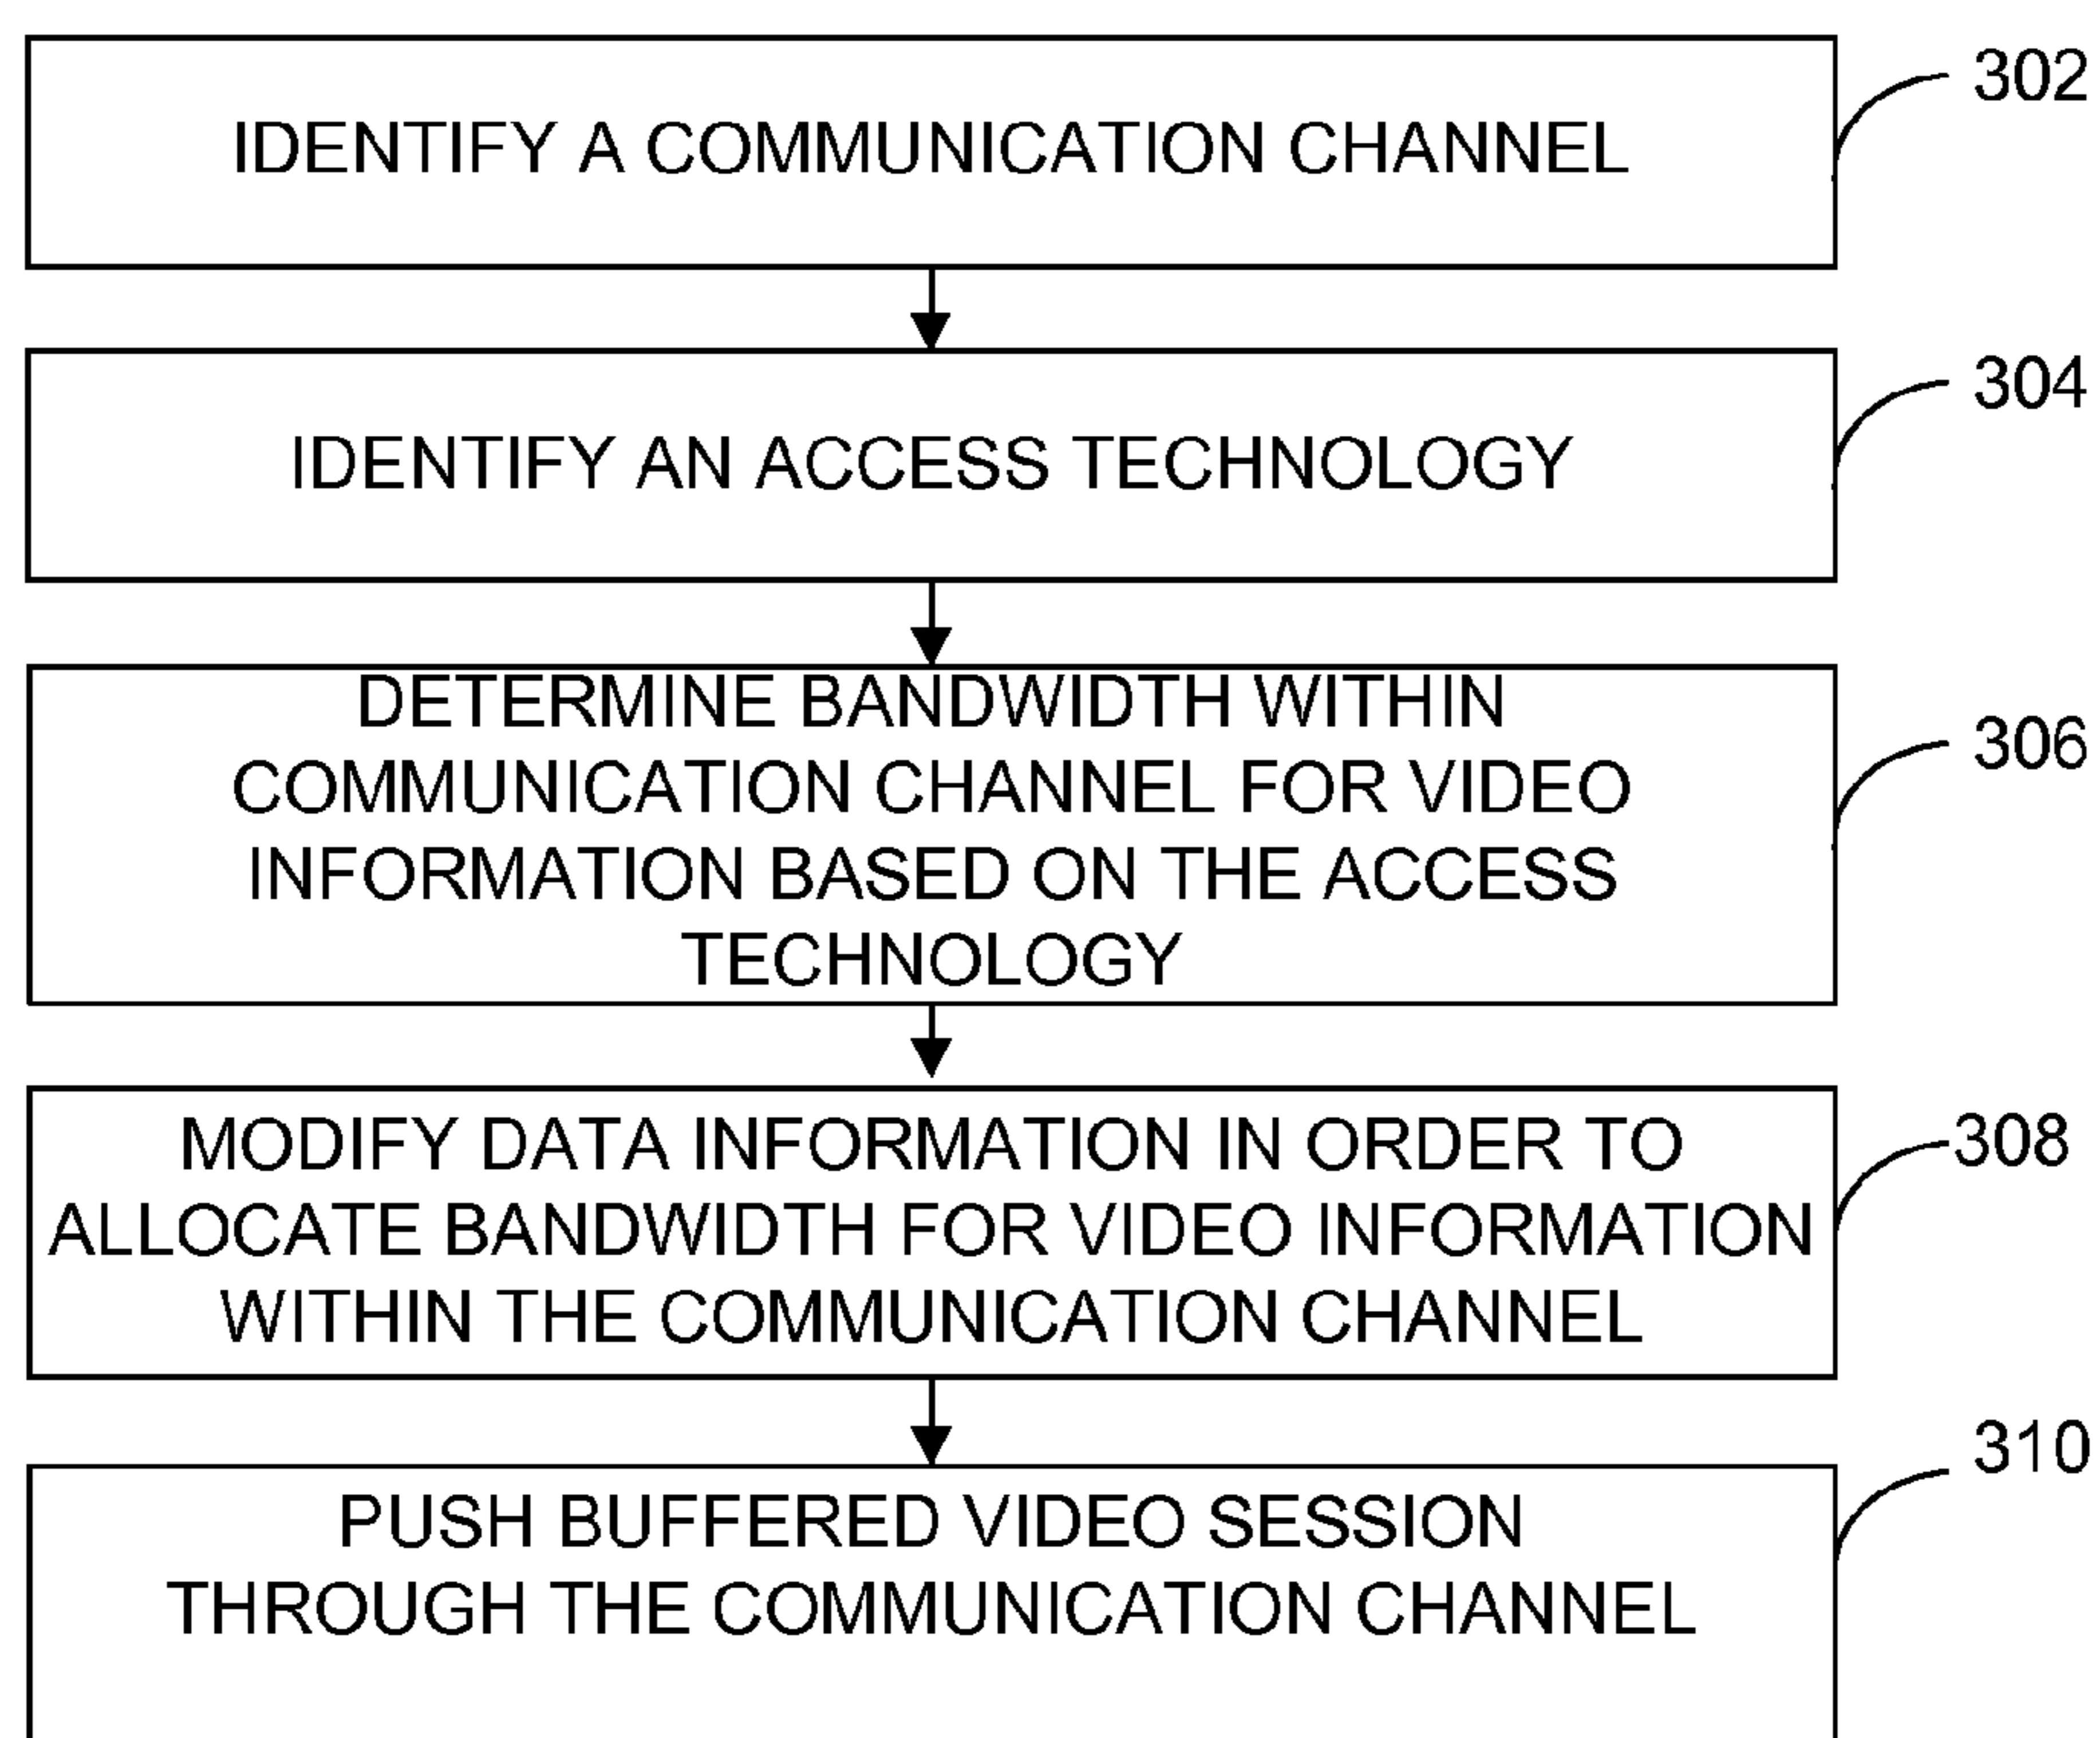 302
IDENTIFY A COMMUNICATION CHANNEL
304
IDENTIFY AN ACCESS TECHNOLOGY
DETERMINE BANDWIDTH WITHIN
306
COMMUNICATION CHANNEL FOR VIDEO
INFORMATION BASED ON THE ACCESS
TECHNOLOGY
MODIFY DATA INFORMATION IN ORDER TO
308
ALLOCATE BANDWIDTH FOR VIDEO INFORMATION
WITHIN THE COMMUNICATION CHANNEL
310
PUSH BUFFERED VIDEO SESSION
THROUGH THE COMMUNICATION CHANNEL